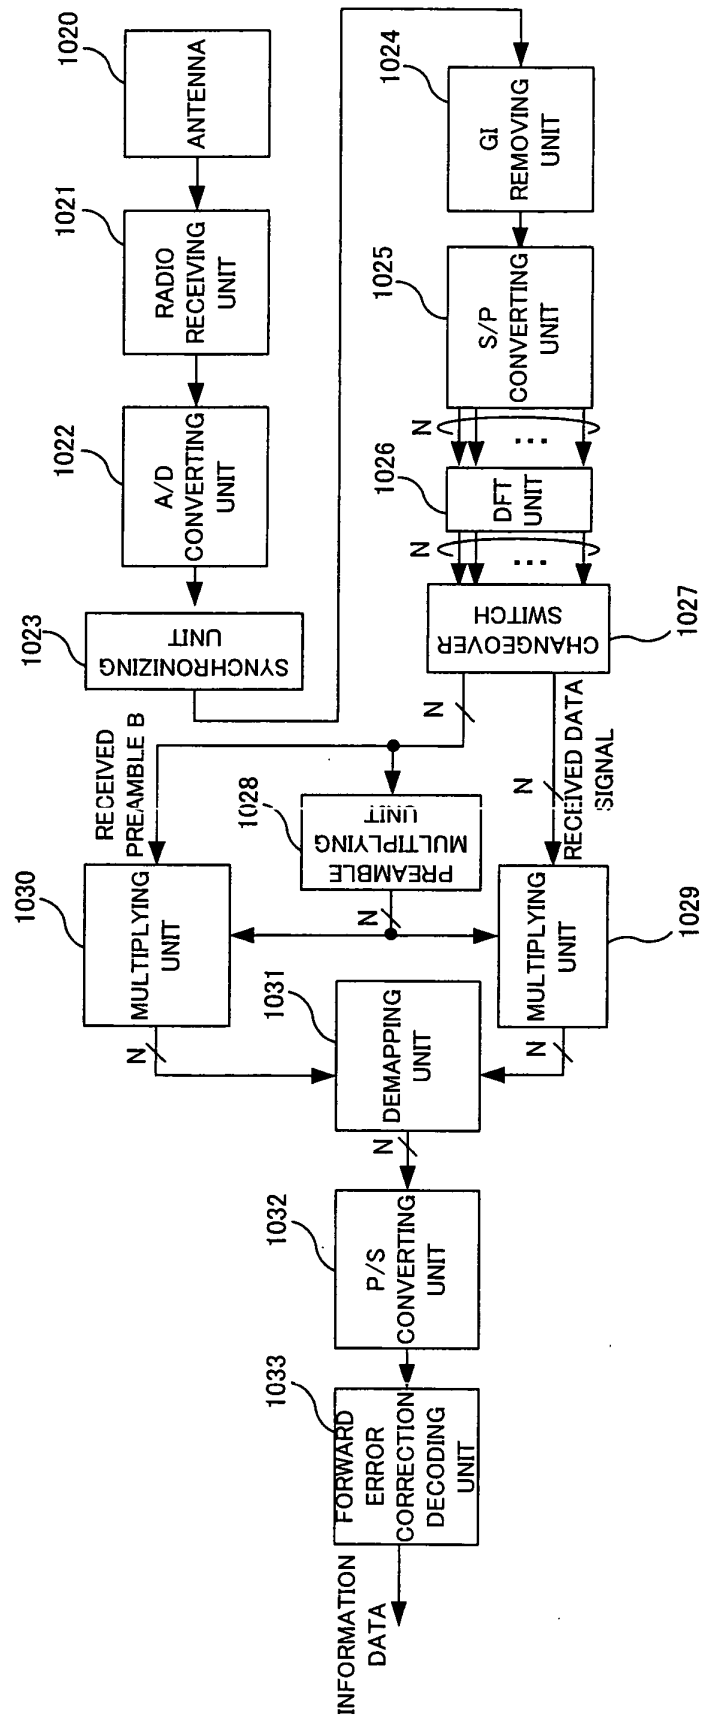 1020
ANTENNA
1021
RADIO
RECEIVING
UNIT
1022
A/D
CONVERTING
UNIT
1023
SYNCHRONIZING
UNIT
1024
GI
REMOVING
UNIT
1025
S/P
CONVERTING
UNIT
N
...
1026
DFT
UNIT
N
...
1027
CHANGEOVER
SWITCH
N
N
RECEIVED
PREAMBLE B
RECEIVED DATA
SIGNAL
1028
PREAMBLE
MULTIPLYING
UNIT
N
1030
MULTIPLYING
UNIT
N
1029
MULTIPLYING
UNIT
N
1031
DEMAPPING
UNIT
N
1032
P/S
CONVERTING
UNIT
1033
FORWARD
ERROR
CORRECTION
DECODING
UNIT
INFORMATION
DATA